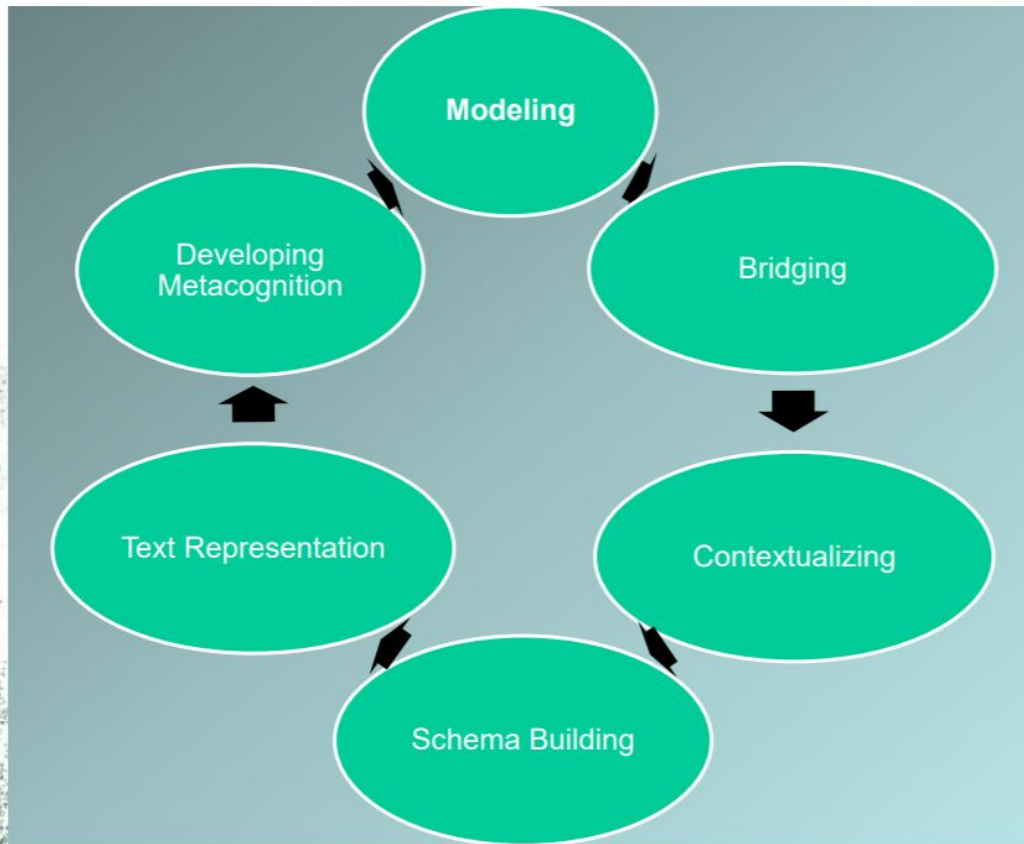 Modeling
Bridging
Contextualizing
Schema Building
Text Representation
Developing
Metacognition